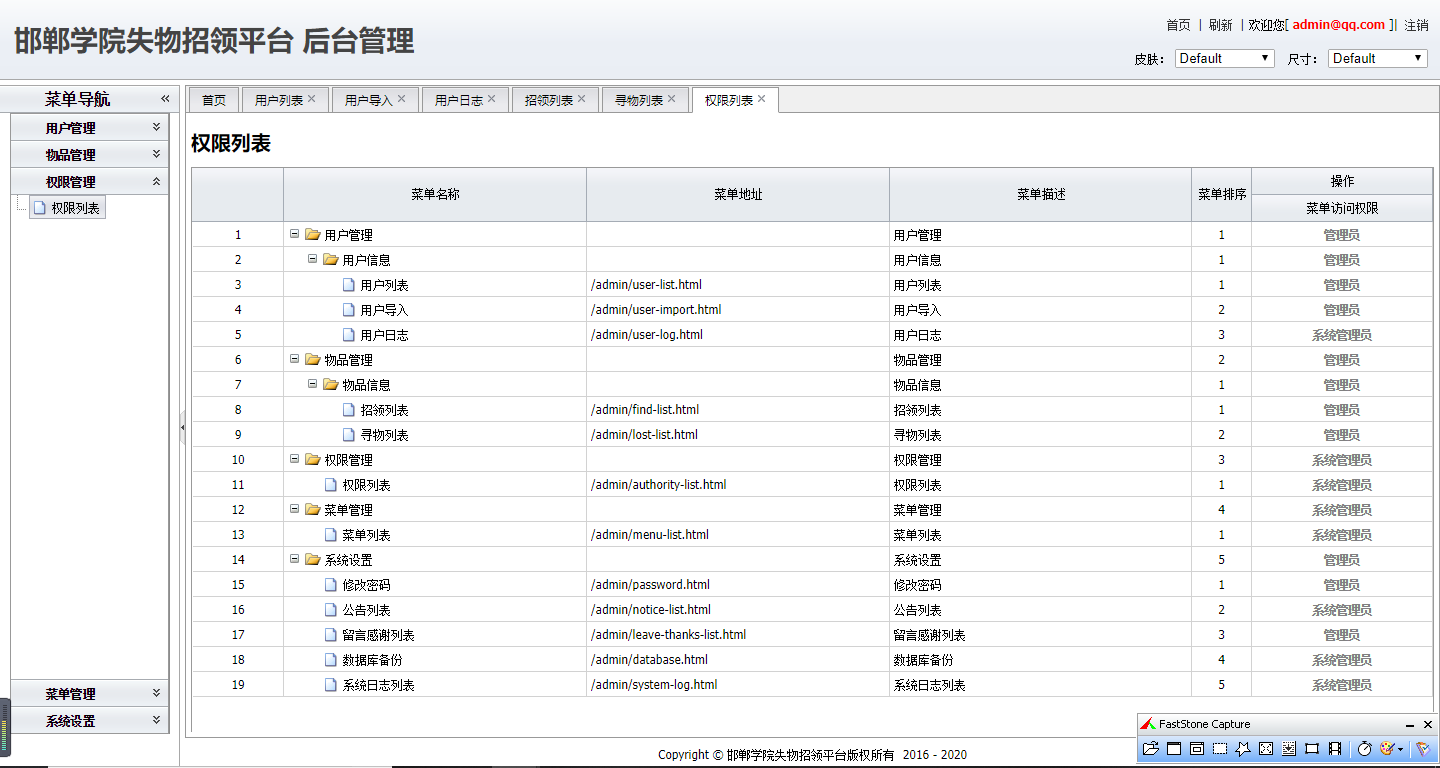 首页 | 刷新 | 欢迎您[ admin@qq.com ]| 注销
邯郸学院失物招领平台 后台管理
皮肤： Default 尺寸： Default
菜单导航
用户管理
物品管理
权限管理
权限列表
菜单管理
系统设置
首页 用户列表 用户导入 用户日志 招领列表 寻物列表 权限列表
权限列表
菜单名称 菜单地址 菜单描述 菜单排序 操作
菜单访问权限
1 用户管理 用户管理 1 管理员
2 用户信息 用户信息 1 管理员
3 用户列表 /admin/user-list.html 用户列表 1 管理员
4 用户导入 /admin/user-import.html 用户导入 2 管理员
5 用户日志 /admin/user-log.html 用户日志 3 系统管理员
6 物品管理 物品管理 2 管理员
7 物品信息 物品信息 1 管理员
8 招领列表 /admin/find-list.html 招领列表 1 管理员
9 寻物列表 /admin/lost-list.html 寻物列表 2 管理员
10 权限管理 权限管理 3 系统管理员
11 权限列表 /admin/authority-list.html 权限列表 1 系统管理员
12 菜单管理 菜单管理 4 系统管理员
13 菜单列表 /admin/menu-list.html 菜单列表 1 系统管理员
14 系统设置 系统设置 5 管理员
15 修改密码 /admin/password.html 修改密码 1 管理员
16 公告列表 /admin/notice-list.html 公告列表 2 系统管理员
17 留言感谢列表 /admin/leave-thanks-list.html 留言感谢列表 3 管理员
18 数据库备份 /admin/database.html 数据库备份 4 系统管理员
19 系统日志列表 /admin/system-log.html 系统日志列表 5 系统管理员
FastStone Capture
Copyright © 邯郸学院失物招领平台版权所有 2016 - 2020